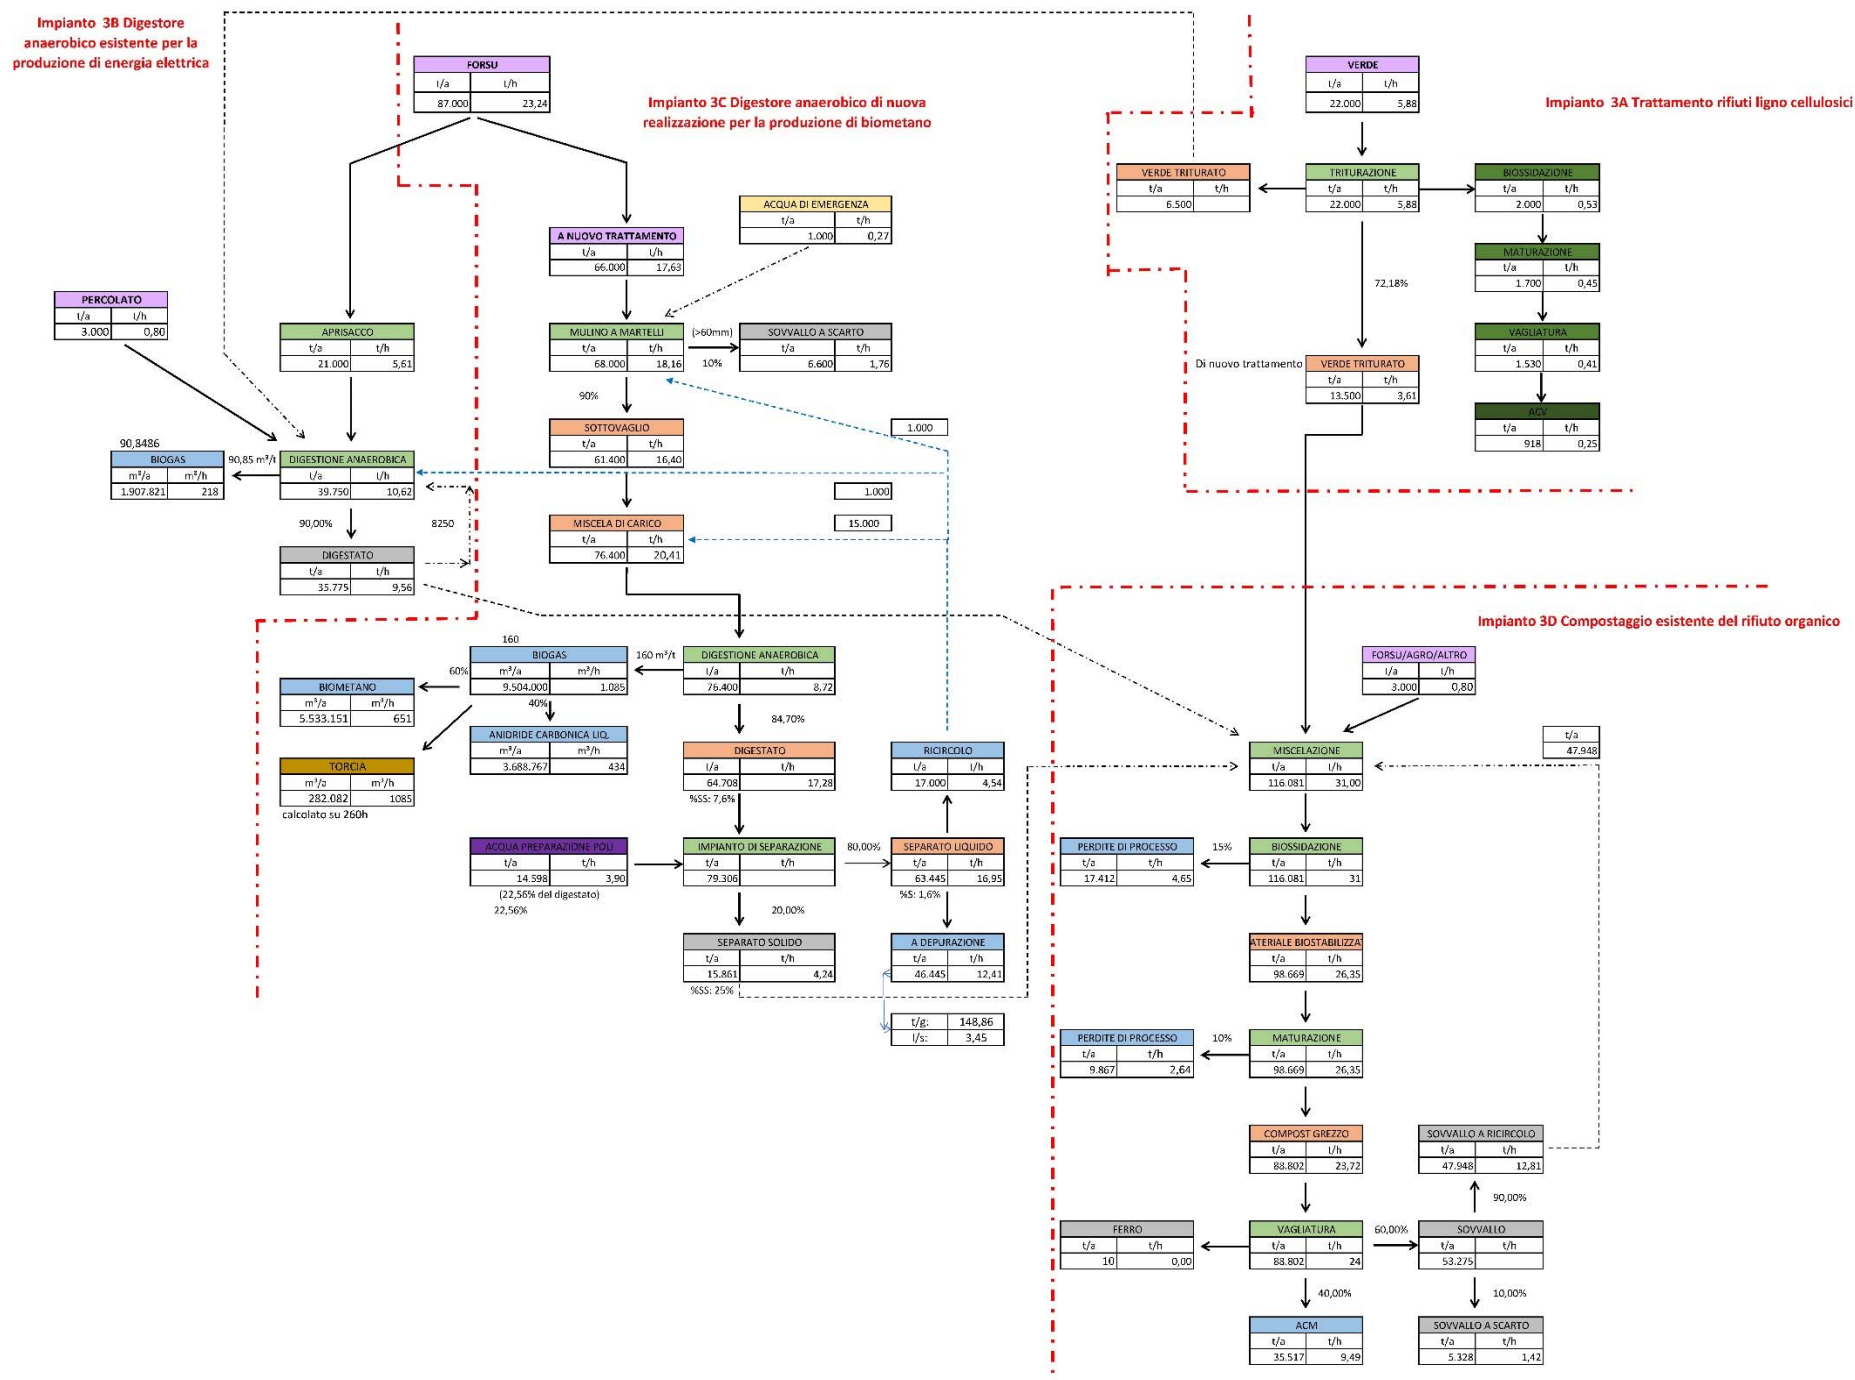 Impianto 3B Digestore
anaerobico esistente per la
produzione di energia elettrica
FORSU
t/a t/h
87.000 23,24
Impianto 3C Digestore anaerobico di nuova
realizzazione per la produzione di biometano
VERDE
t/a t/h
22.000 5,88
Impianto 3A Trattamento rifiuti ligno cellulosici
VERDE TRITURATO
t/a t/h
6.500
TRITURAZIONE
t/a t/h
22.000 5,88
BIOSSIDAZIONE
t/a t/h
2.000 0,53
ACQUA DI EMERGENZA
t/a t/h
1.000 0,27
A NUOVO TRATTAMENTO
t/a t/h
66.000 17,63
MATURAZIONE
t/a t/h
1.700 0,45
72,18%
PERCOLATO
t/a t/h
3.000 0,80
APRISACCO
t/a t/h
21.000 5,61
MULINO A MARTELLI
t/a t/h
68.000 18,16
(>60mm)
10%
SOVVALLO A SCARTO
t/a t/h
6.600 1,76
VAGLIATURA
t/a t/h
1.530 0,41
Di nuovo trattamento
VERDE TRITURATO
t/a t/h
13.500 3,61
90%
ACV
t/a t/h
918 0,25
SOTTOVAGLIO
t/a t/h
61.400 16,40
1.000
90,8486
BIOGAS
m³/a m³/h
1.907.821 218
90,85 m³/t
DIGESTIONE ANAEROBICA
t/a t/h
39.750 10,62
1.000
90,00%
8250
MISCELA DI CARICO
t/a t/h
76.400 20,41
15.000
DIGESTATO
t/a t/h
35.775 9,56
Impianto 3D Compostaggio esistente del rifiuto organico
160
BIOGAS
m³/a m³/h
9.504.000 1.085
160 m³/t
DIGESTIONE ANAEROBICA
t/a t/h
76.400 8,72
FORSU/AGRO/ALTRO
t/a t/h
3.000 0,80
60%
BIOMETANO
m³/a m³/h
5.533.151 651
40%
84,70%
ANIDRIDE CARBONICA LIQ.
m³/a m³/h
3.688.767 434
t/a
47.948
DIGESTATO
t/a t/h
64.708 17,28
%SS: 7,6%
RICIRCOLO
t/a t/h
17.000 4,54
MISCELAZIONE
t/a t/h
116.081 31,00
TORCIA
m³/a m³/h
282.082 1085
calcolato su 260h
ACQUA PREPARAZIONE POLI
t/a t/h
14.598 3,90
(22,56% del digestato)
22,56%
IMPIANTO DI SEPARAZIONE
t/a t/h
79.306
80,00%
SEPARATO LIQUIDO
t/a t/h
63.445 16,95
%S: 1,6%
PERDITE DI PROCESSO
t/a t/h
17.412 4,65
15%
BIOSSIDAZIONE
t/a t/h
116.081 31
20,00%
SEPARATO SOLIDO
t/a t/h
15.861 4,24
%SS: 25%
A DEPURAZIONE
t/a t/h
46.445 12,41
ATERIALE BIOSTABILIZZA
t/a t/h
98.669 26,35
t/g: 148,86
l/s: 3,45
PERDITE DI PROCESSO
t/a t/h
9.867 2,64
10%
MATURAZIONE
t/a t/h
98.669 26,35
COMPOST GREZZO
t/a t/h
88.802 23,72
SOVVALLO A RICIRCOLO
t/a t/h
47.948 12,81
90,00%
FERRO
t/a t/h
10 0,00
VAGLIATURA
t/a t/h
88.802 24
60,00%
SOVVALLO
t/a t/h
53.275
40,00%
10,00%
ACM
t/a t/h
35.517 9,49
SOVVALLO A SCARTO
t/a t/h
5.328 1,42